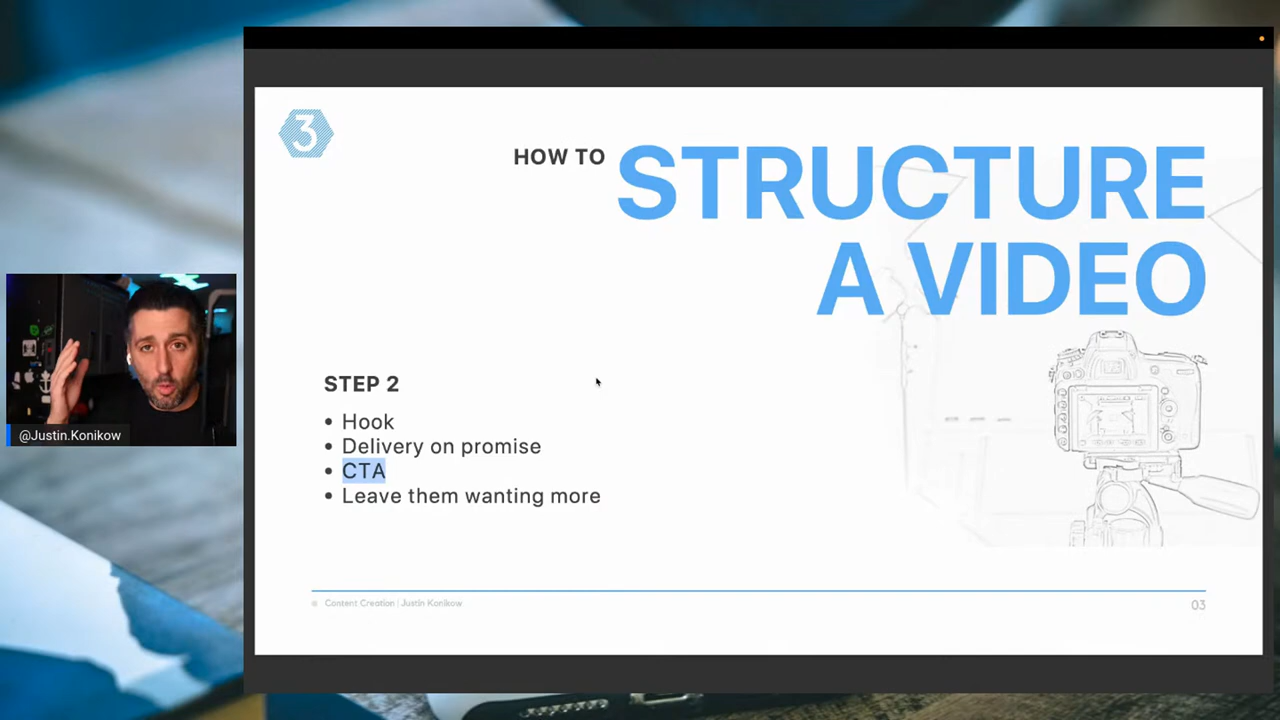 3
HOW TO STRUCTURE
A VIDEO
STEP 2
• Hook
• Delivery on promise
• CTA
• Leave them wanting more
@Justin.Konikow
Content Creation | Justin Konikow
03